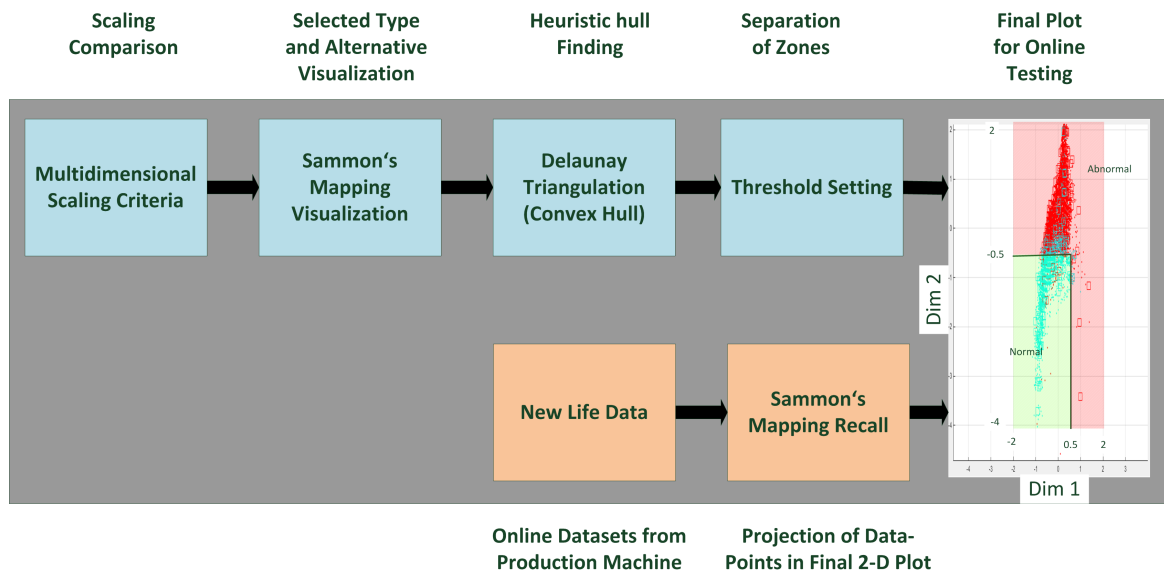 Scaling
Comparison
Selected Type
and Alternative
Visualization
Heuristic hull
Finding
Separation
of Zones
Final Plot
for Online
Testing
Multidimensional
Scaling Criteria
Sammon‘s
Mapping
Visualization
Delaunay
Triangulation
(Convex Hull)
Threshold Setting
2
Abnormal
-0.5
Dim 2
Normal
-4
-2
0.5
2
Dim 1
New Life Data
Sammon‘s
Mapping Recall
Online Datasets from
Production Machine
Projection of Data-
Points in Final 2-D Plot